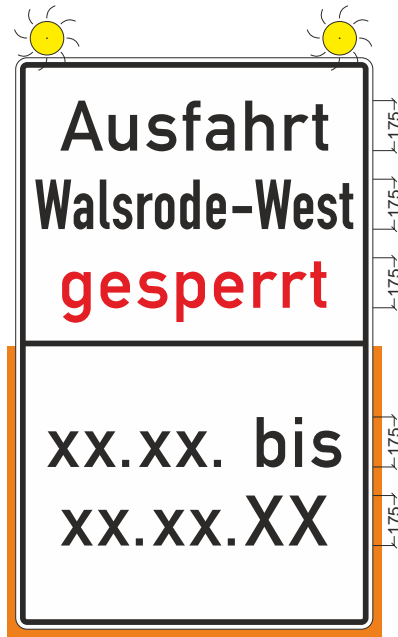 Ausfahrt
Walsrode-West
gesperrt
xx.xx. bis
xx.xx.XX
175
175
175
175
175